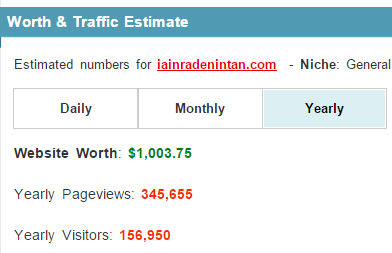 Worth & Traffic Estimate
Estimated numbers for iainradenintan.com - Niche: General
Daily Monthly Yearly
Website Worth: $1,003.75
Yearly Pageviews: 345,655
Yearly Visitors: 156,950